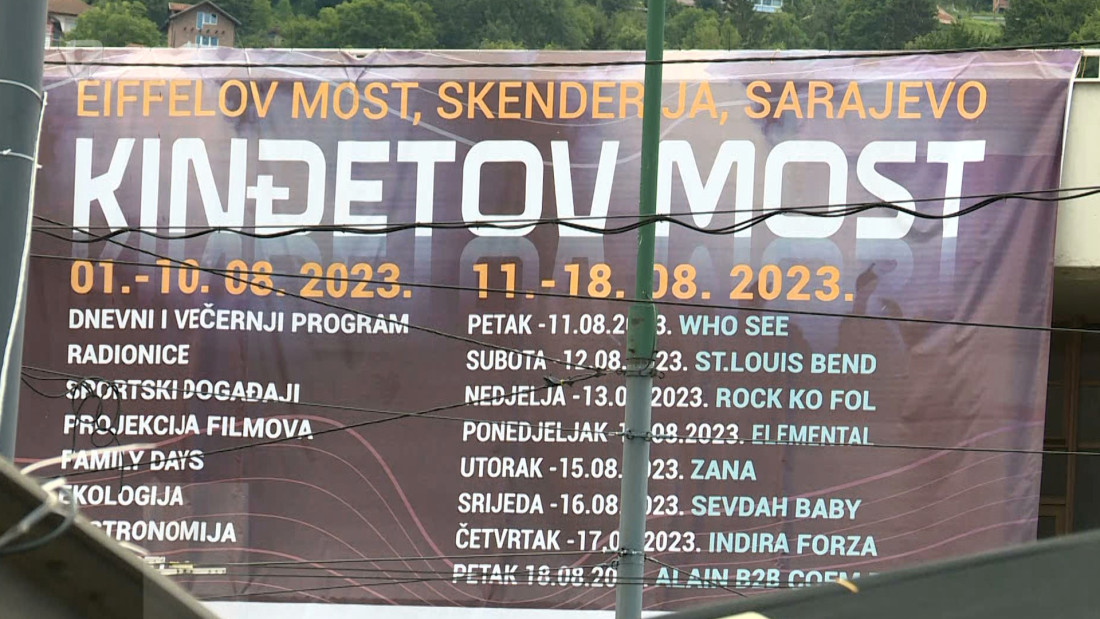 EIFFELOV MOST, SKENDERIJA, SARAJEVO
KINĐETOV MOST
01.-10. 08. 2023.
DNEVNI I VEČERNJI PROGRAM
RADIONICE
SPORTSKI DOGAĐAJI
PROJEKCIJA FILMOVA
FAMILY DAYS
EKOLOGIJA
GASTRONOMIJA
11.-18. 08. 2023.
PETAK -11.08.2023. WHO SEE
SUBOTA -12.08.2023. ST.LOUIS BEND
NEDJELJA -13.08.2023. ROCK KO FOL
PONEDJELJAK-14.08.2023. ELEMENTAL
UTORAK -15.08.2023. ZANA
SRIJEDA -16.08.2023. SEVDAH BABY
ČETVRTAK -17,08.2023. INDIRA FORZA
PETAK 18.08.2023. ALAIN B2B